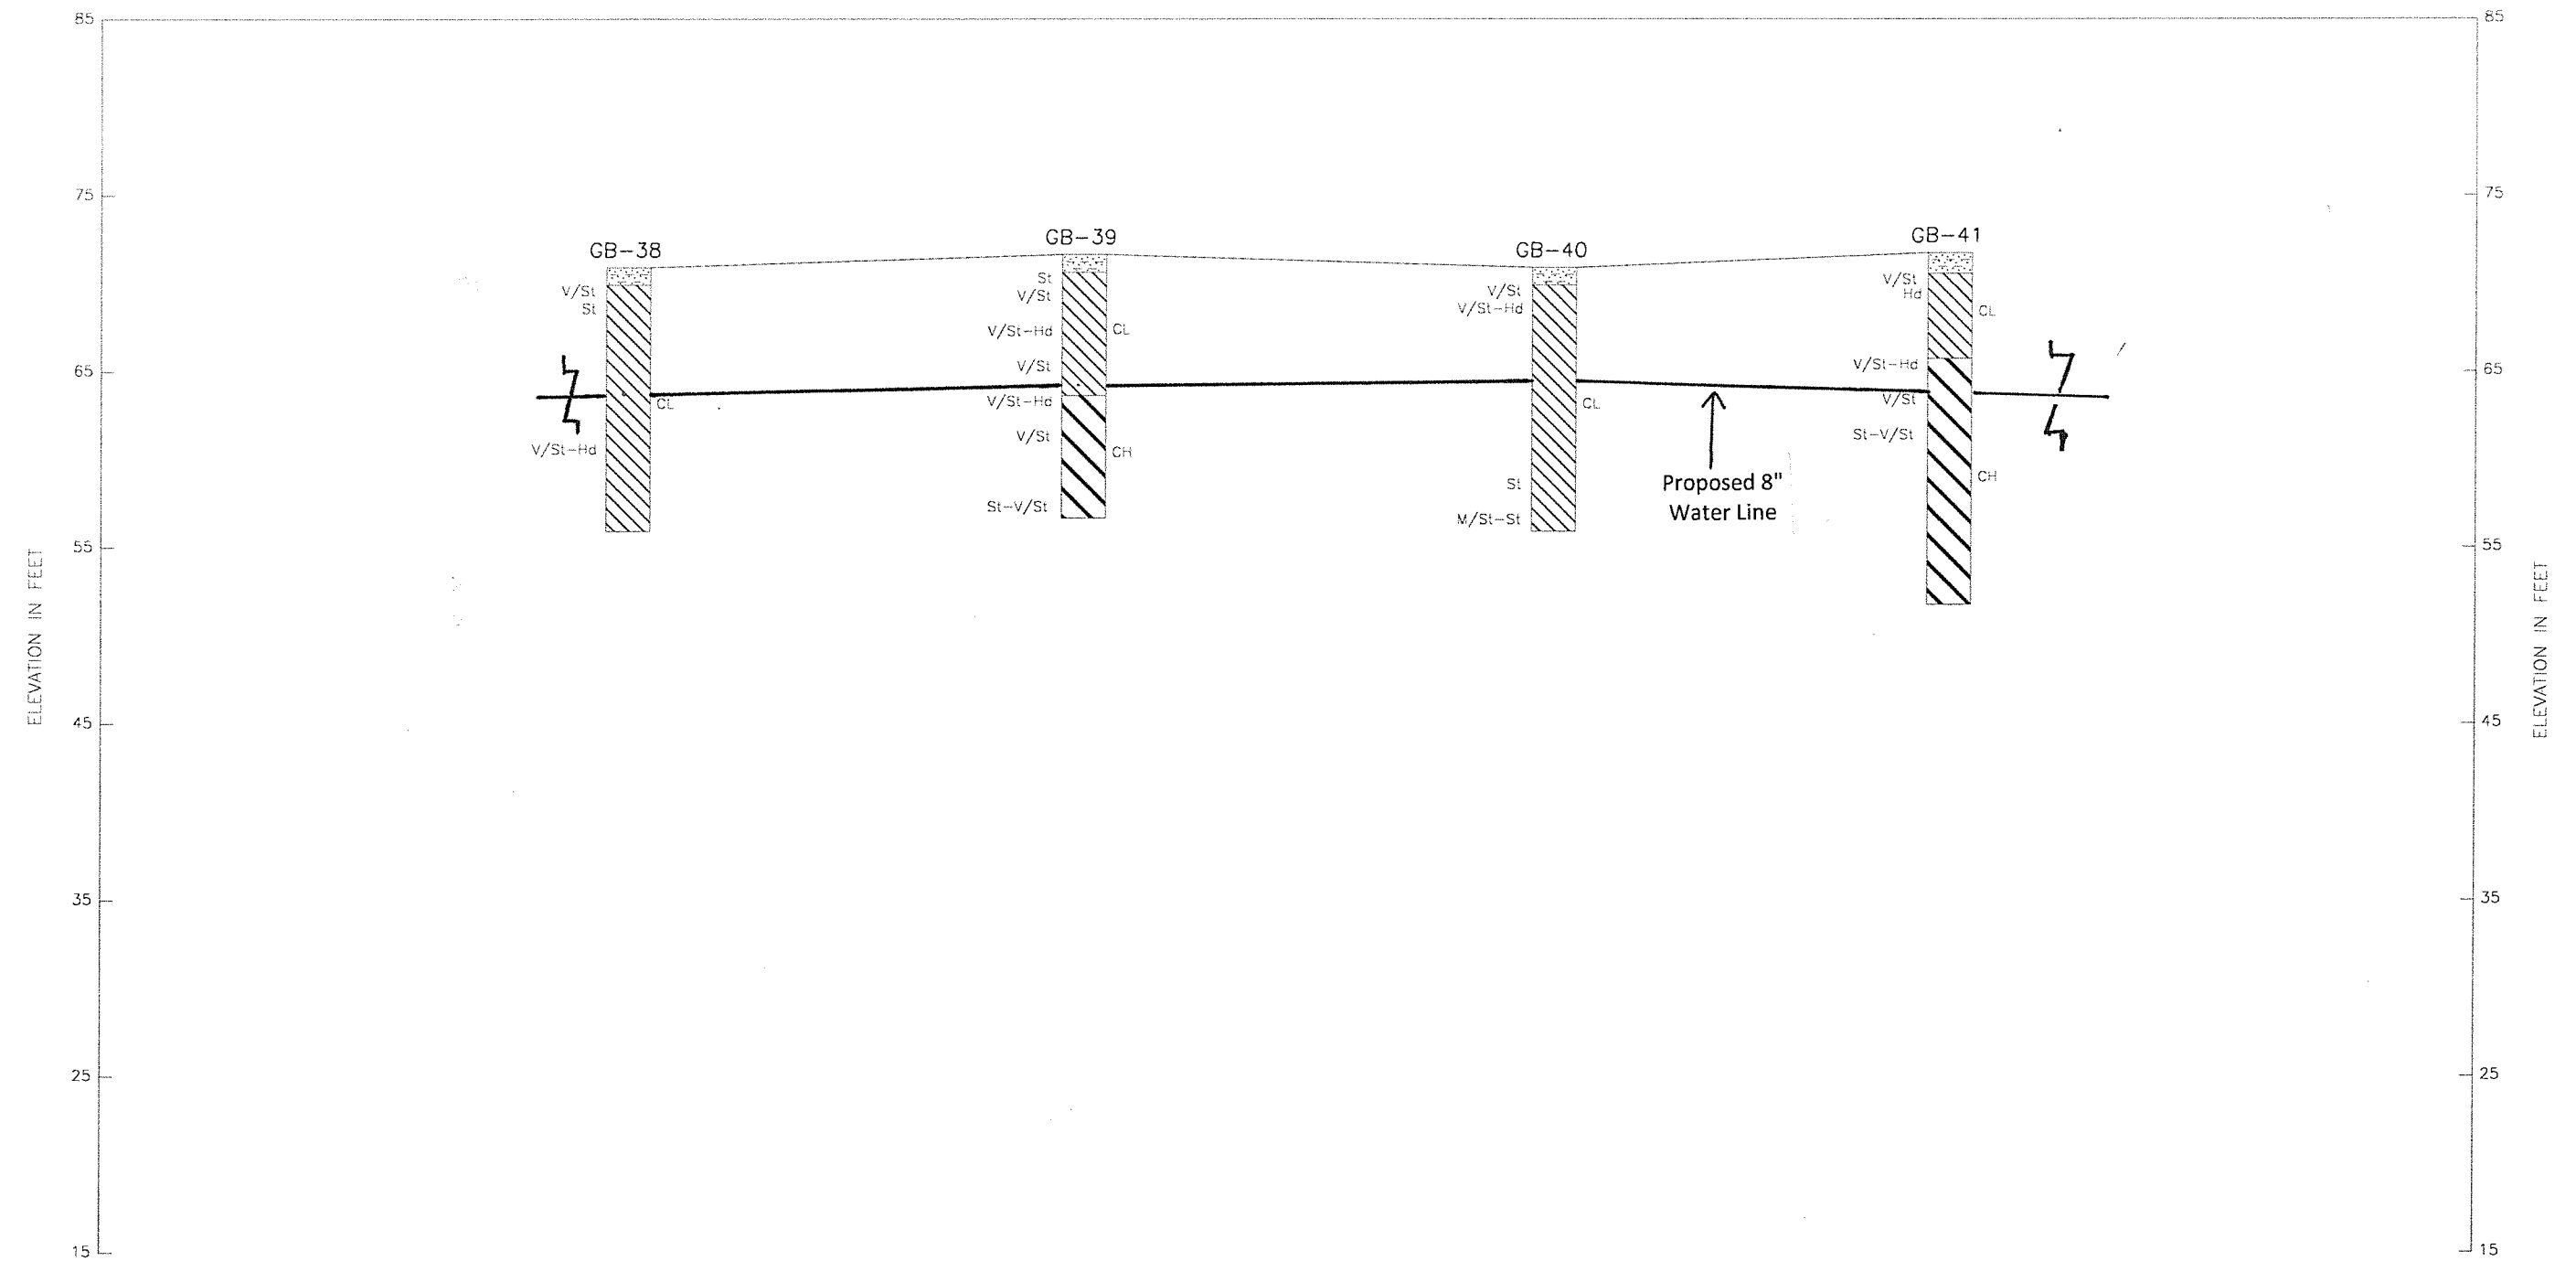 85
85
75
75
GB-38
GB-39
GB-40
GB-41
V/St
St
St
V/St
V/St-Hd
V/St
CL
V/St
V/St-Hd
V/St
Hd
CL
65
65
V/St-Hd
CL
V/St-Hd
CL
V/St
V/St-Hd
V/St
CH
St-V/St
St-V/St
CH
St
M/St-St
Proposed 8"
Water Line
55
55
ELEVATION IN FEET
ELEVATION IN FEET
45
45
35
35
25
25
15
15